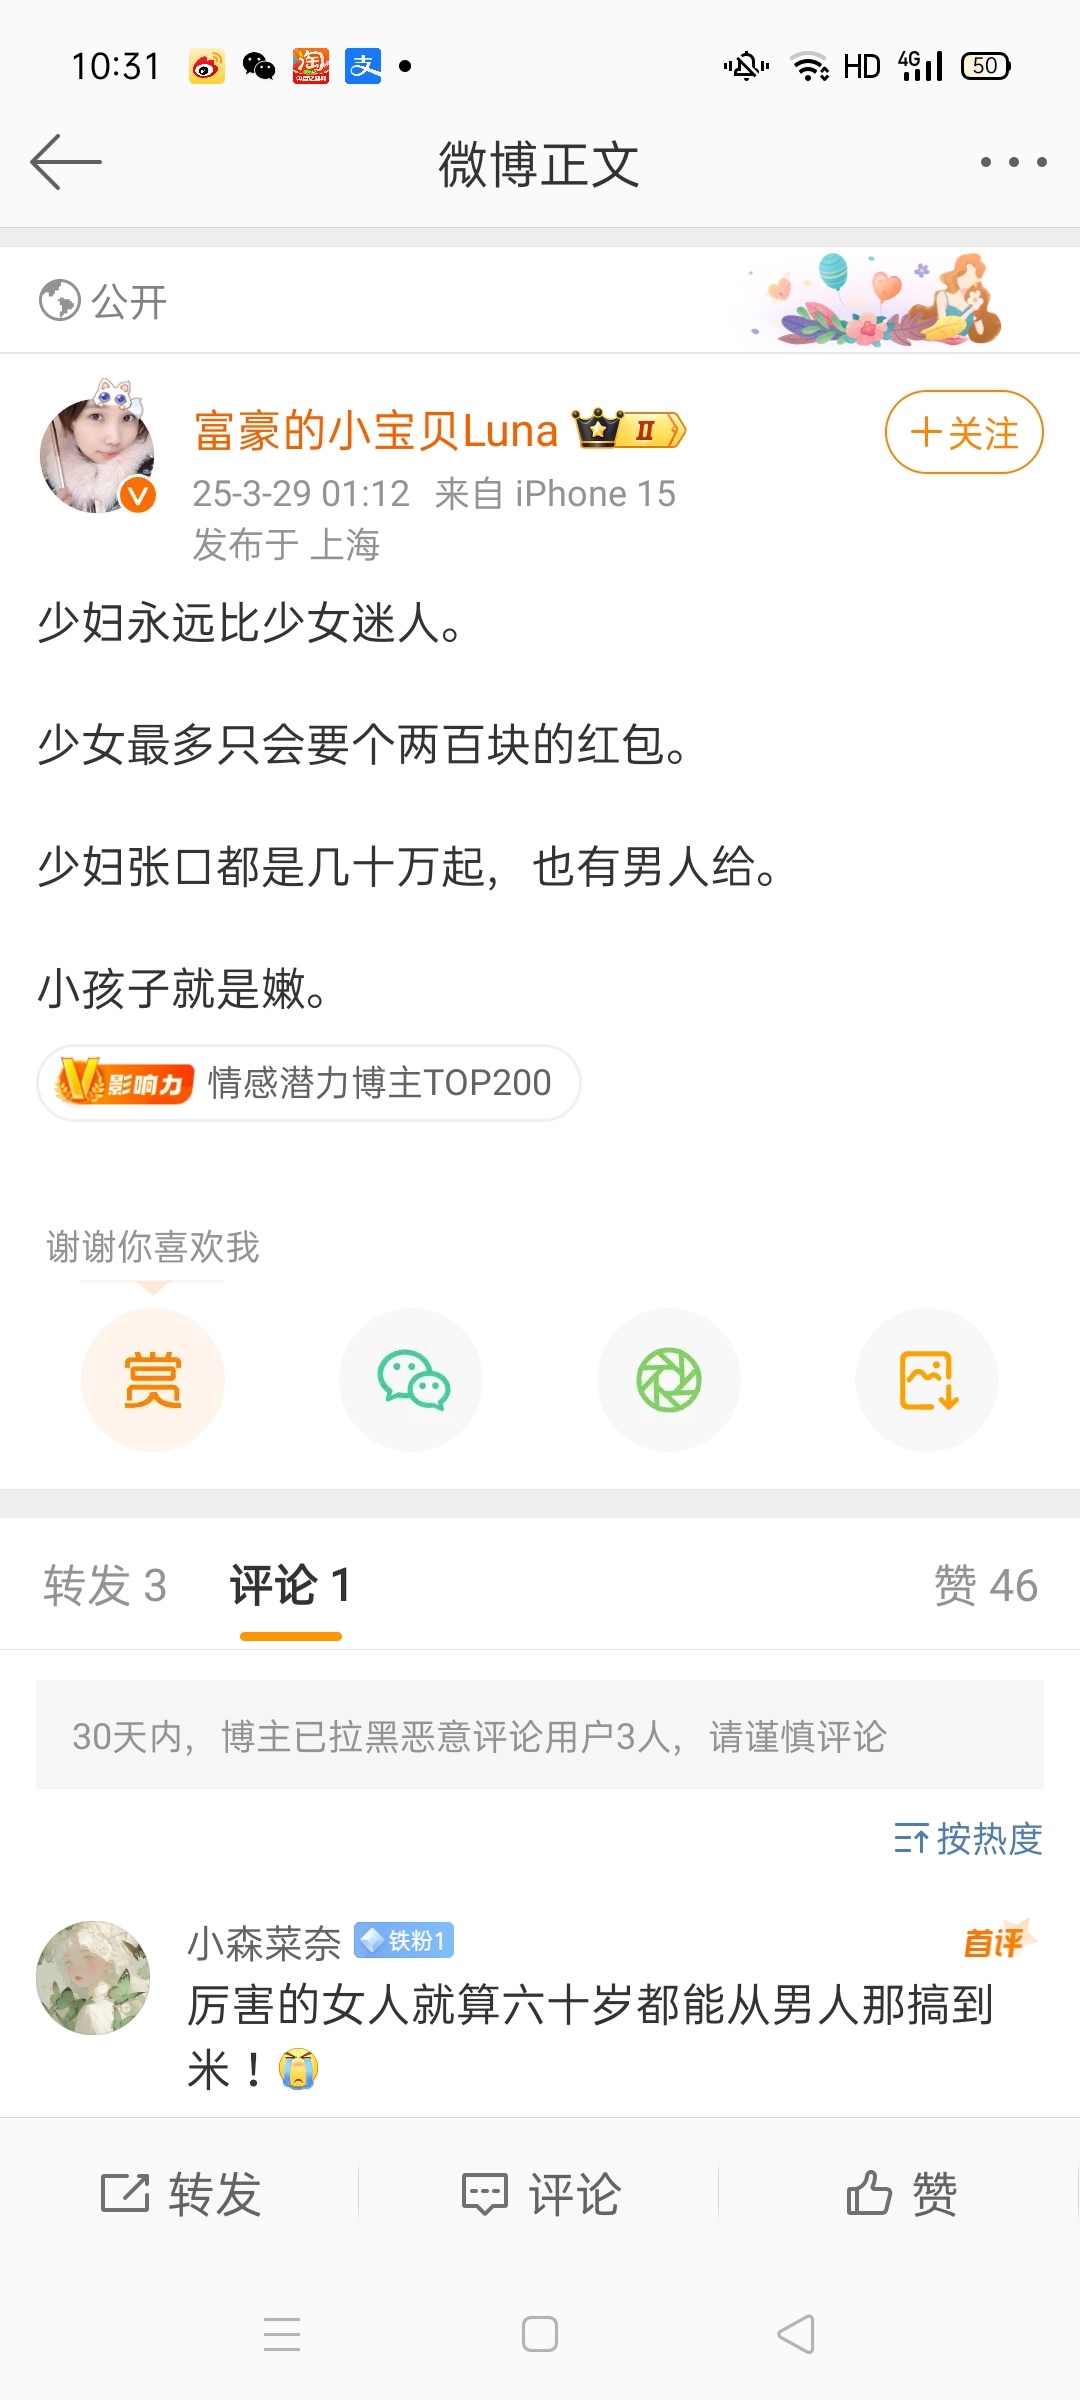 10:31 淘 支 HD 4G 50
微博正文
公开
富豪的小宝贝Luna II
+关注
25-3-29 01:12 来自 iPhone 15
发布于 上海
少妇永远比少女迷人。
少女最多只会要个两百块的红包。
少妇张口都是几十万起，也有男人给。
小孩子就是嫩。
V影响力 情感潜力博主TOP200
谢谢你喜欢我
赏
转发 3 评论 1 赞 46
30天内，博主已拉黑恶意评论用户3人，请谨慎评论
按热度
小森菜奈 铁粉1 首评
厉害的女人就算六十岁都能从男人那搞到
米！😭
转发 评论 赞